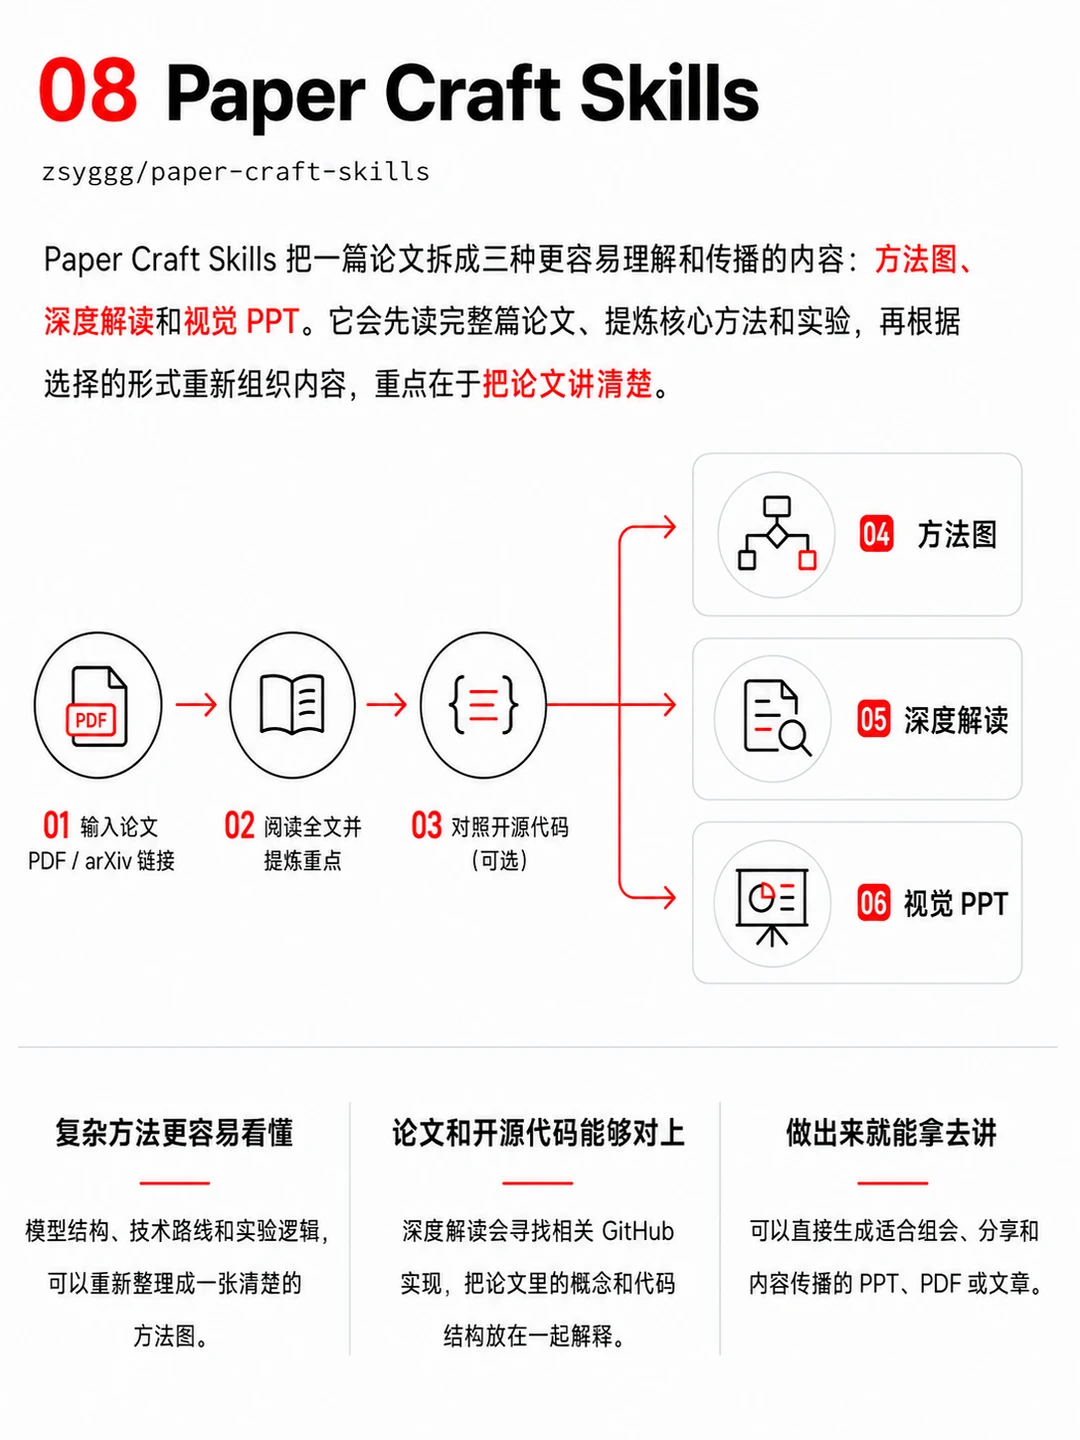 08 Paper Craft Skills
zsyggg/paper-craft-skills
Paper Craft Skills 把一篇论文拆成三种更容易理解和传播的内容：方法图、
深度解读和视觉 PPT。它会先读完整篇论文、提炼核心方法和实验，再根据
选择的形式重新组织内容，重点在于把论文讲清楚。
PDF
01 输入论文
PDF / arXiv 链接
02 阅读全文并
提炼重点
03 对照开源代码
（可选）
04 方法图
05 深度解读
06 视觉 PPT
复杂方法更容易看懂
模型结构、技术路线和实验逻辑，
可以重新整理成一张清楚的
方法图。
论文和开源代码能够对上
深度解读会寻找相关 GitHub
实现，把论文里的概念和代码
结构放在一起解释。
做出来就能拿去讲
可以直接生成适合组会、分享和
内容传播的 PPT、PDF 或文章。